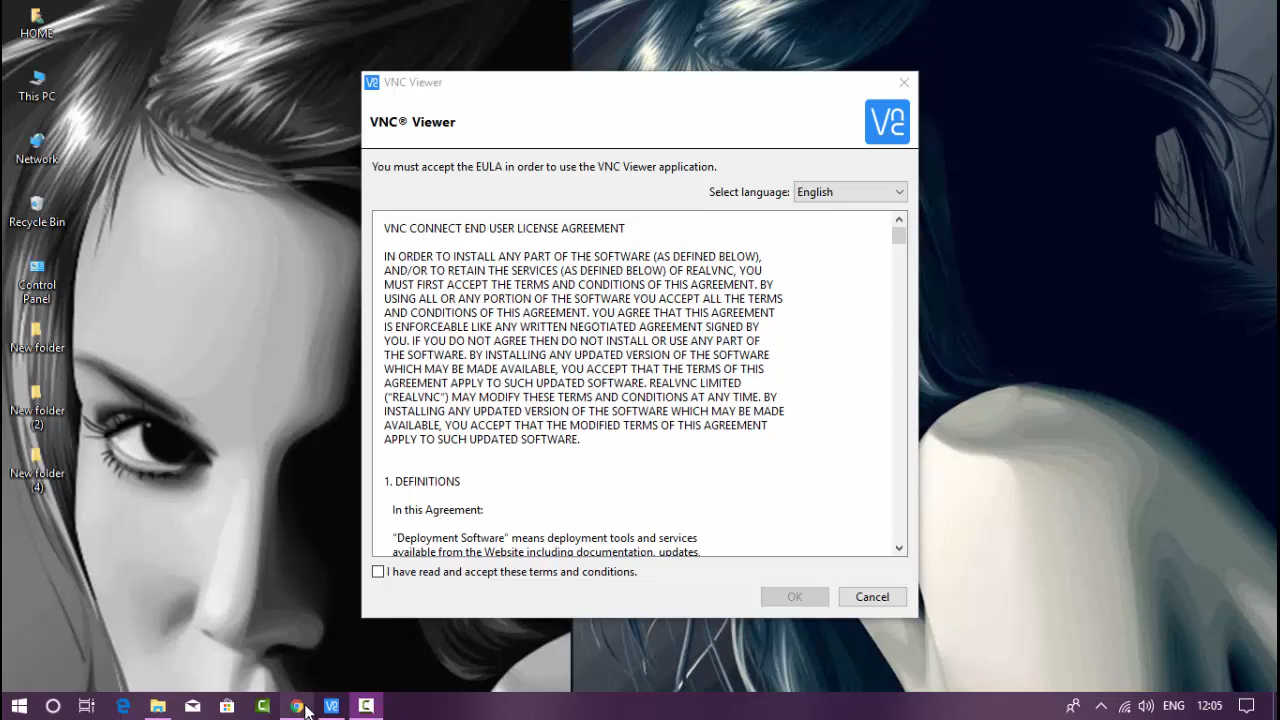 HOME
This PC
Network
Recycle Bin
Control
Panel
New folder
New folder
(2)
New folder
(4)
VNC Viewer
VNC® Viewer
You must accept the EULA in order to use the VNC Viewer application.
Select language: English
VNC CONNECT END USER LICENSE AGREEMENT
IN ORDER TO INSTALL ANY PART OF THE SOFTWARE (AS DEFINED BELOW),
AND/OR TO RETAIN THE SERVICES (AS DEFINED BELOW) OF REALVNC, YOU
MUST FIRST ACCEPT THE TERMS AND CONDITIONS OF THIS AGREEMENT. BY
USING ALL OR ANY PORTION OF THE SOFTWARE YOU ACCEPT ALL THE TERMS
AND CONDITIONS OF THIS AGREEMENT. YOU AGREE THAT THIS AGREEMENT
IS ENFORCEABLE LIKE ANY WRITTEN NEGOTIATED AGREEMENT SIGNED BY
YOU. IF YOU DO NOT AGREE THEN DO NOT INSTALL OR USE ANY PART OF
THE SOFTWARE. BY INSTALLING ANY UPDATED VERSION OF THE SOFTWARE
WHICH MAY BE MADE AVAILABLE, YOU ACCEPT THAT THE TERMS OF THIS
AGREEMENT APPLY TO SUCH UPDATED SOFTWARE. REALVNC LIMITED
("REALVNC") MAY MODIFY THESE TERMS AND CONDITIONS AT ANY TIME. BY
INSTALLING ANY UPDATED VERSION OF THE SOFTWARE WHICH MAY BE MADE
AVAILABLE, YOU ACCEPT THAT THE MODIFIED TERMS OF THIS AGREEMENT
APPLY TO SUCH UPDATED SOFTWARE.
1. DEFINITIONS
In this Agreement:
"Deployment Software" means deployment tools and services
available from the Website including documentation, updates,
I have read and accept these terms and conditions.
OK Cancel
ENG 12:05